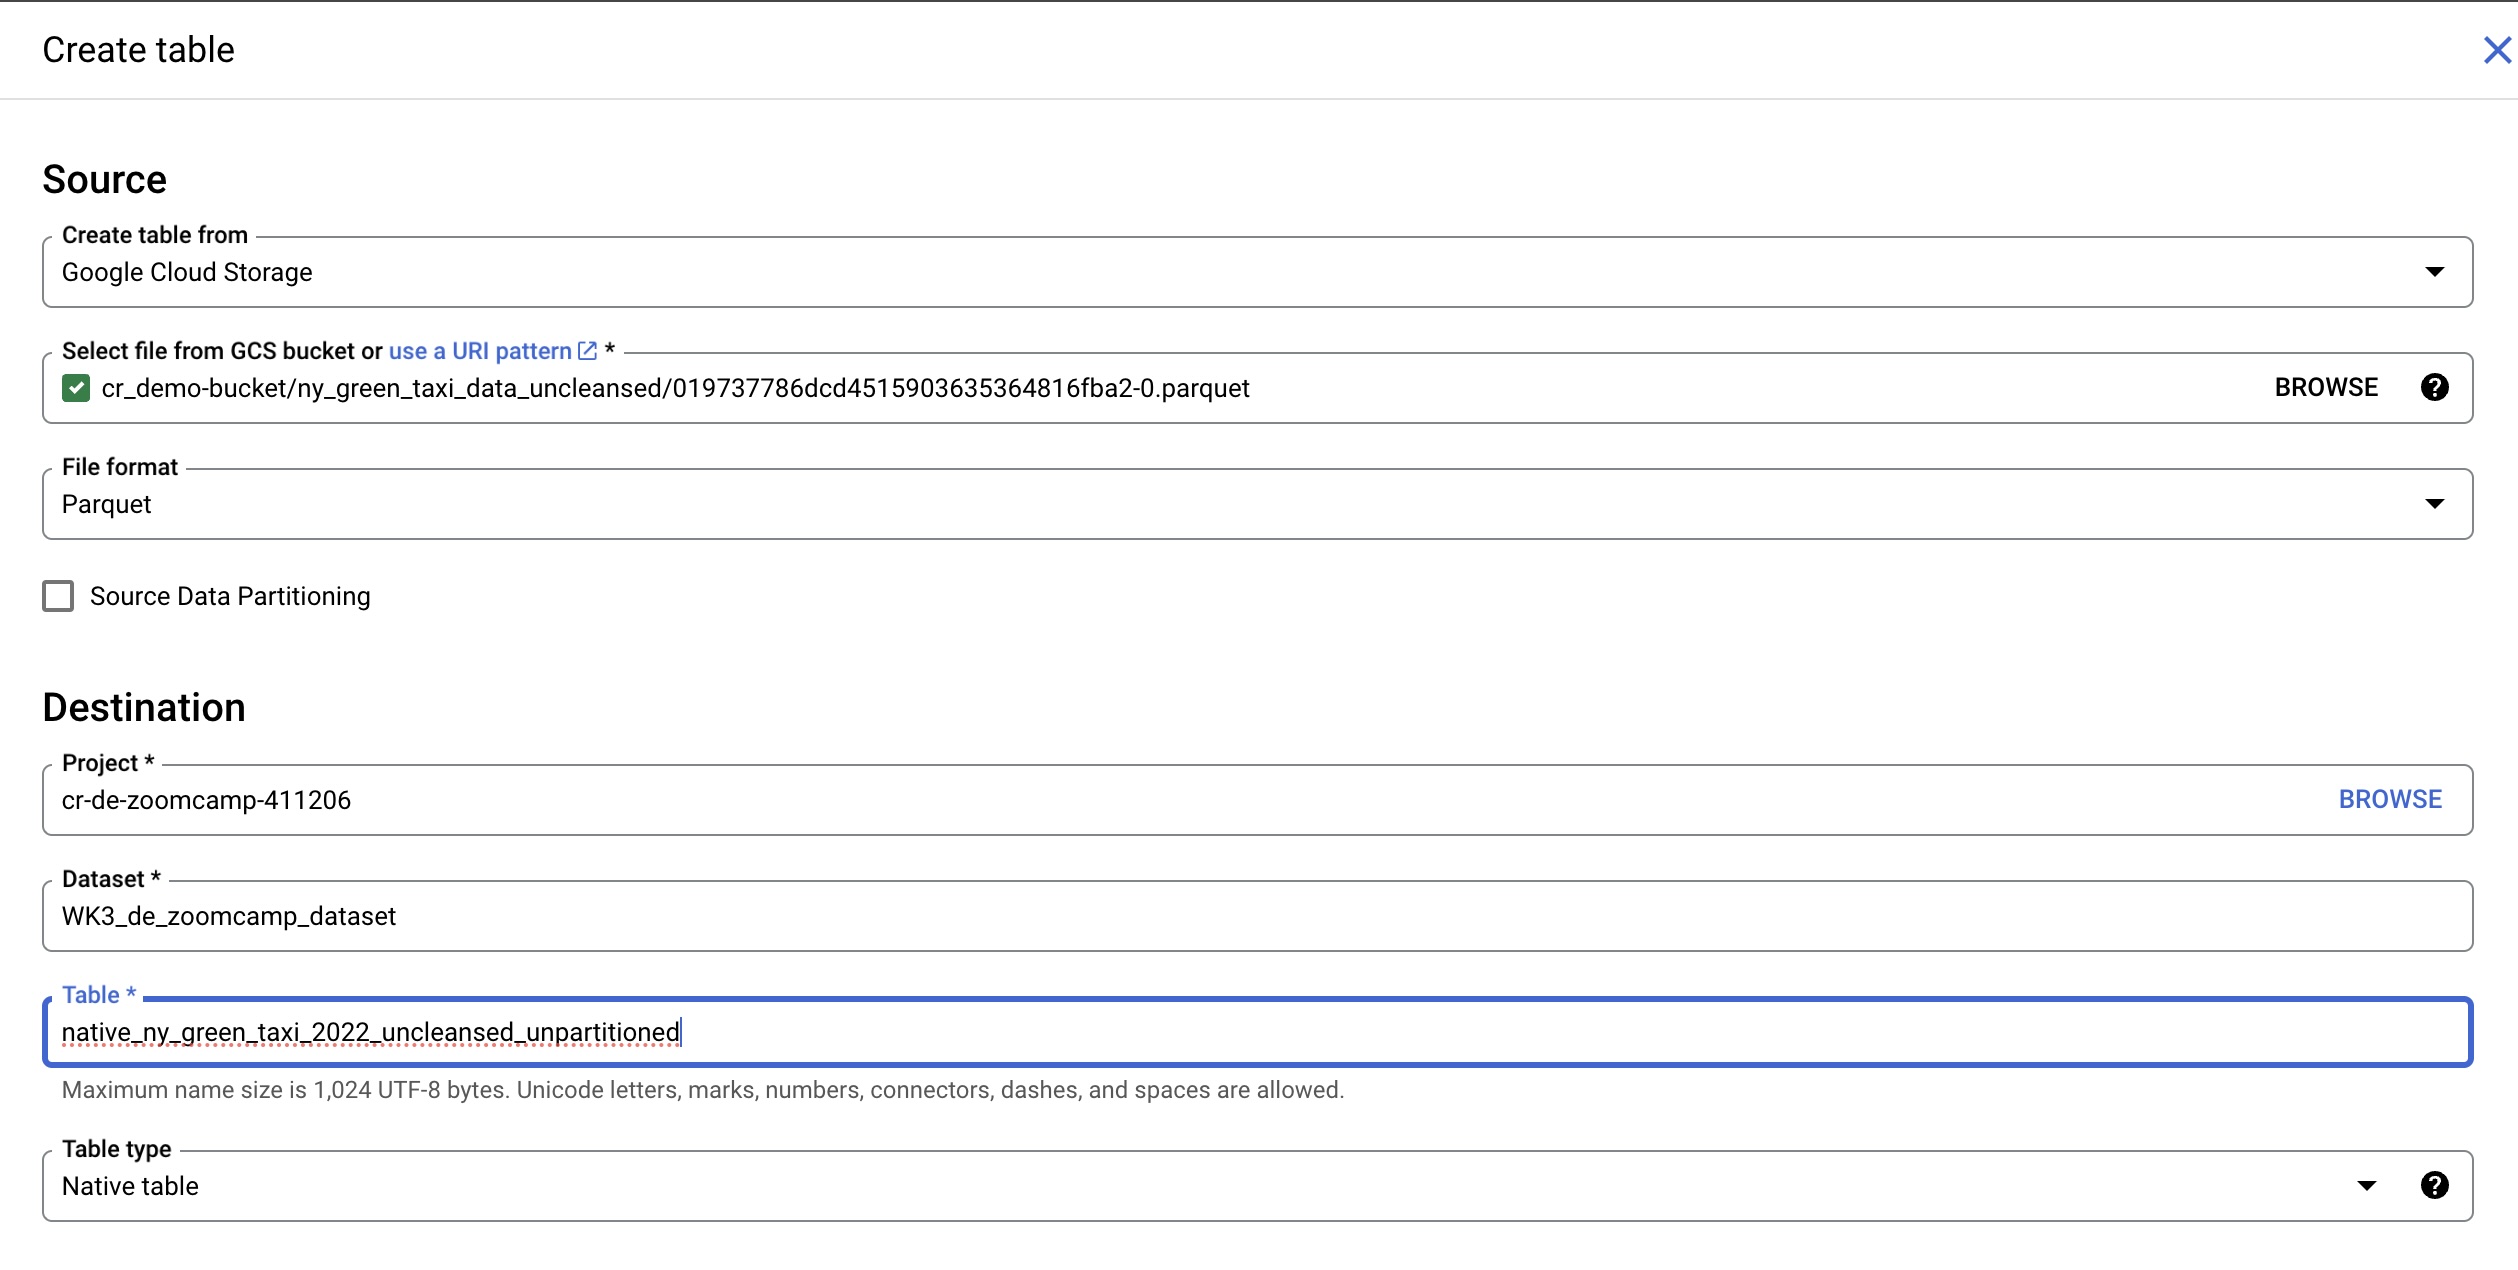 Create table
Source
Create table from
Google Cloud Storage
Select file from GCS bucket or use a URI pattern *
cr_demo-bucket/ny_green_taxi_data_uncleansed/019737786dcd4515903635364816fba2-0.parquet BROWSE ?
File format
Parquet
Source Data Partitioning
Destination
Project *
cr-de-zoomcamp-411206 BROWSE
Dataset *
WK3_de_zoomcamp_dataset
Table *
native_ny_green_taxi_2022_uncleansed_unpartitioned
Maximum name size is 1,024 UTF-8 bytes. Unicode letters, marks, numbers, connectors, dashes, and spaces are allowed.
Table type
Native table ?